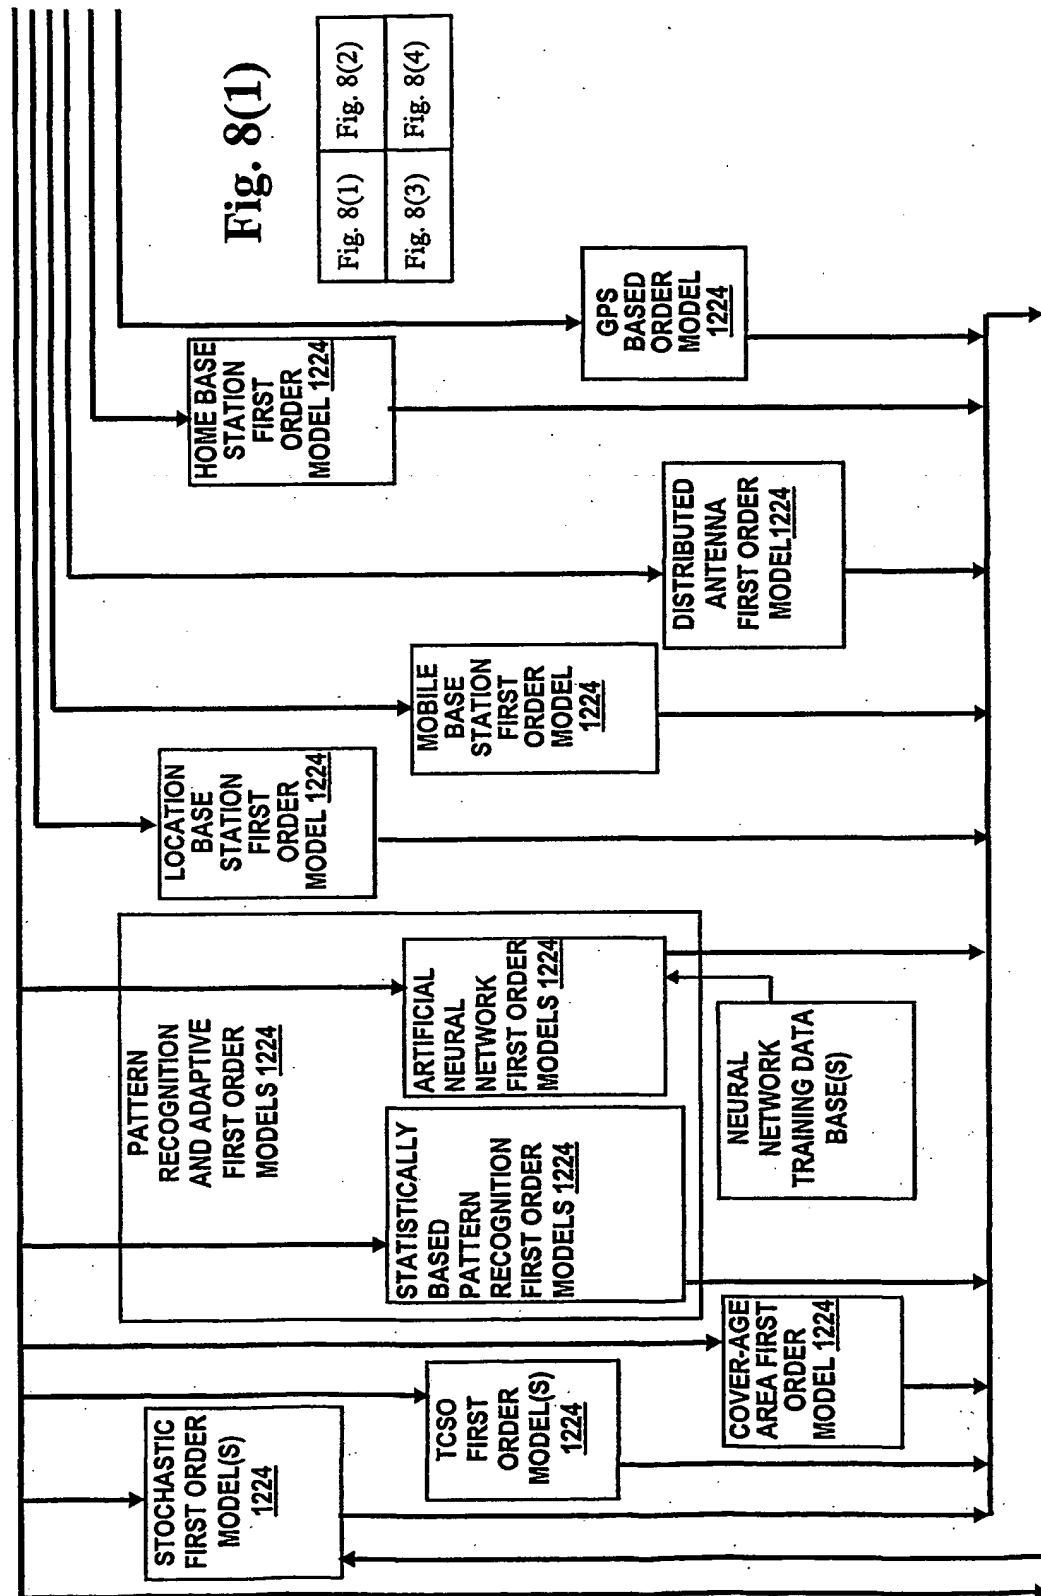 Fig. 8(1)
Fig. 8(1) Fig. 8(2)
Fig. 8(3) Fig. 8(4)
STOCHASTIC
FIRST ORDER
MODEL(S)
1224
TCSO
FIRST
ORDER
MODEL(S)
1224
COVER-AGE
AREA FIRST
ORDER
MODEL 1224
PATTERN
RECOGNITION
AND ADAPTIVE
FIRST ORDER
MODELS 1224
STATISTICALLY
BASED
PATTERN
RECOGNITION
FIRST ORDER
MODELS 1224
ARTIFICIAL
NEURAL
NETWORK
FIRST ORDER
MODELS 1224
NEURAL
NETWORK
TRAINING DATA
BASE(S)
LOCATION
BASE
STATION
FIRST
ORDER
MODEL 1224
MOBILE
BASE
STATION
FIRST
ORDER
MODEL
1224
DISTRIBUTED
ANTENNA
FIRST ORDER
MODEL1224
HOME BASE
STATION
FIRST
ORDER
MODEL 1224
GPS
BASED
ORDER
MODEL
1224